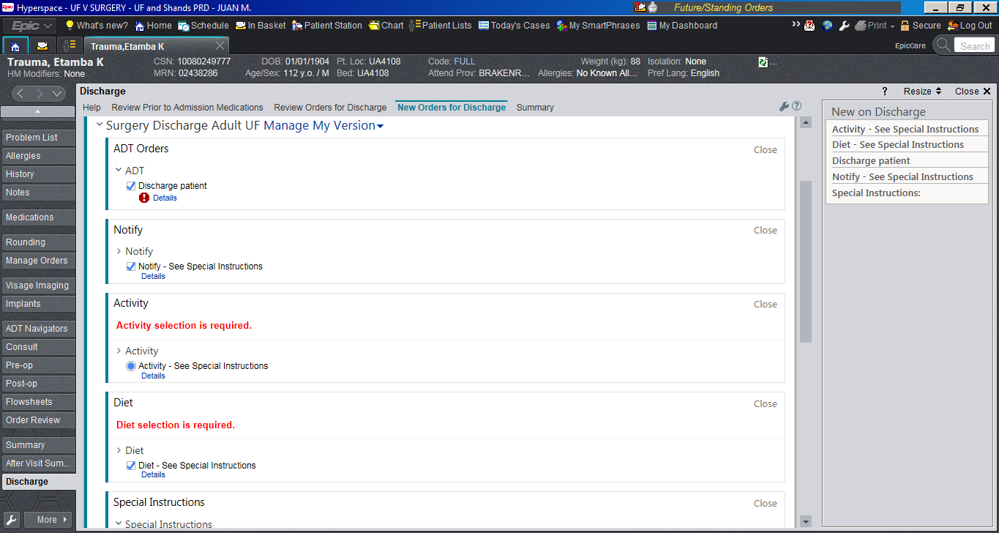 Epic Hyperspace - UF V SURGERY - UF and Shands PRD - JUAN M.
Future/Standing Orders
Epic What's new? Home Schedule In Basket Patient Station Chart Patient Lists Today's Cases My SmartPhrases My Dashboard Print Secure Log Out
Trauma,Etamba K
EpicCare Search
Trauma, Etamba K CSN: 10080249777 DOB: 01/01/1904 Pt. Loc: UA4108 Code: FULL Weight (kg): 88 Isolation: None
HM Modifiers: None MRN: 02438286 Age/Sex: 112 y.o. / M Bed: UA4108 Attend Prov: BRAKENR... Allergies: No Known All... Pref Lang: English
Discharge ? Resize Close
Help Review Prior to Admission Medications Review Orders for Discharge New Orders for Discharge Summary
Problem List
Allergies
History
Notes
Medications
Rounding
Manage Orders
Visage Imaging
Implants
ADT Navigators
Consult
Pre-op
Post-op
Flowsheets
Order Review
Summary
After Visit Sum...
Discharge
More
Surgery Discharge Adult UF Manage My Version
ADT Orders Close
ADT
Discharge patient
Details
Notify Close
Notify
Notify - See Special Instructions
Details
Activity Close
Activity selection is required.
Activity
Activity - See Special Instructions
Details
Diet Close
Diet selection is required.
Diet
Diet - See Special Instructions
Details
Special Instructions Close
Special Instructions
New on Discharge
Activity - See Special Instructions
Diet - See Special Instructions
Discharge patient
Notify - See Special Instructions
Special Instructions: